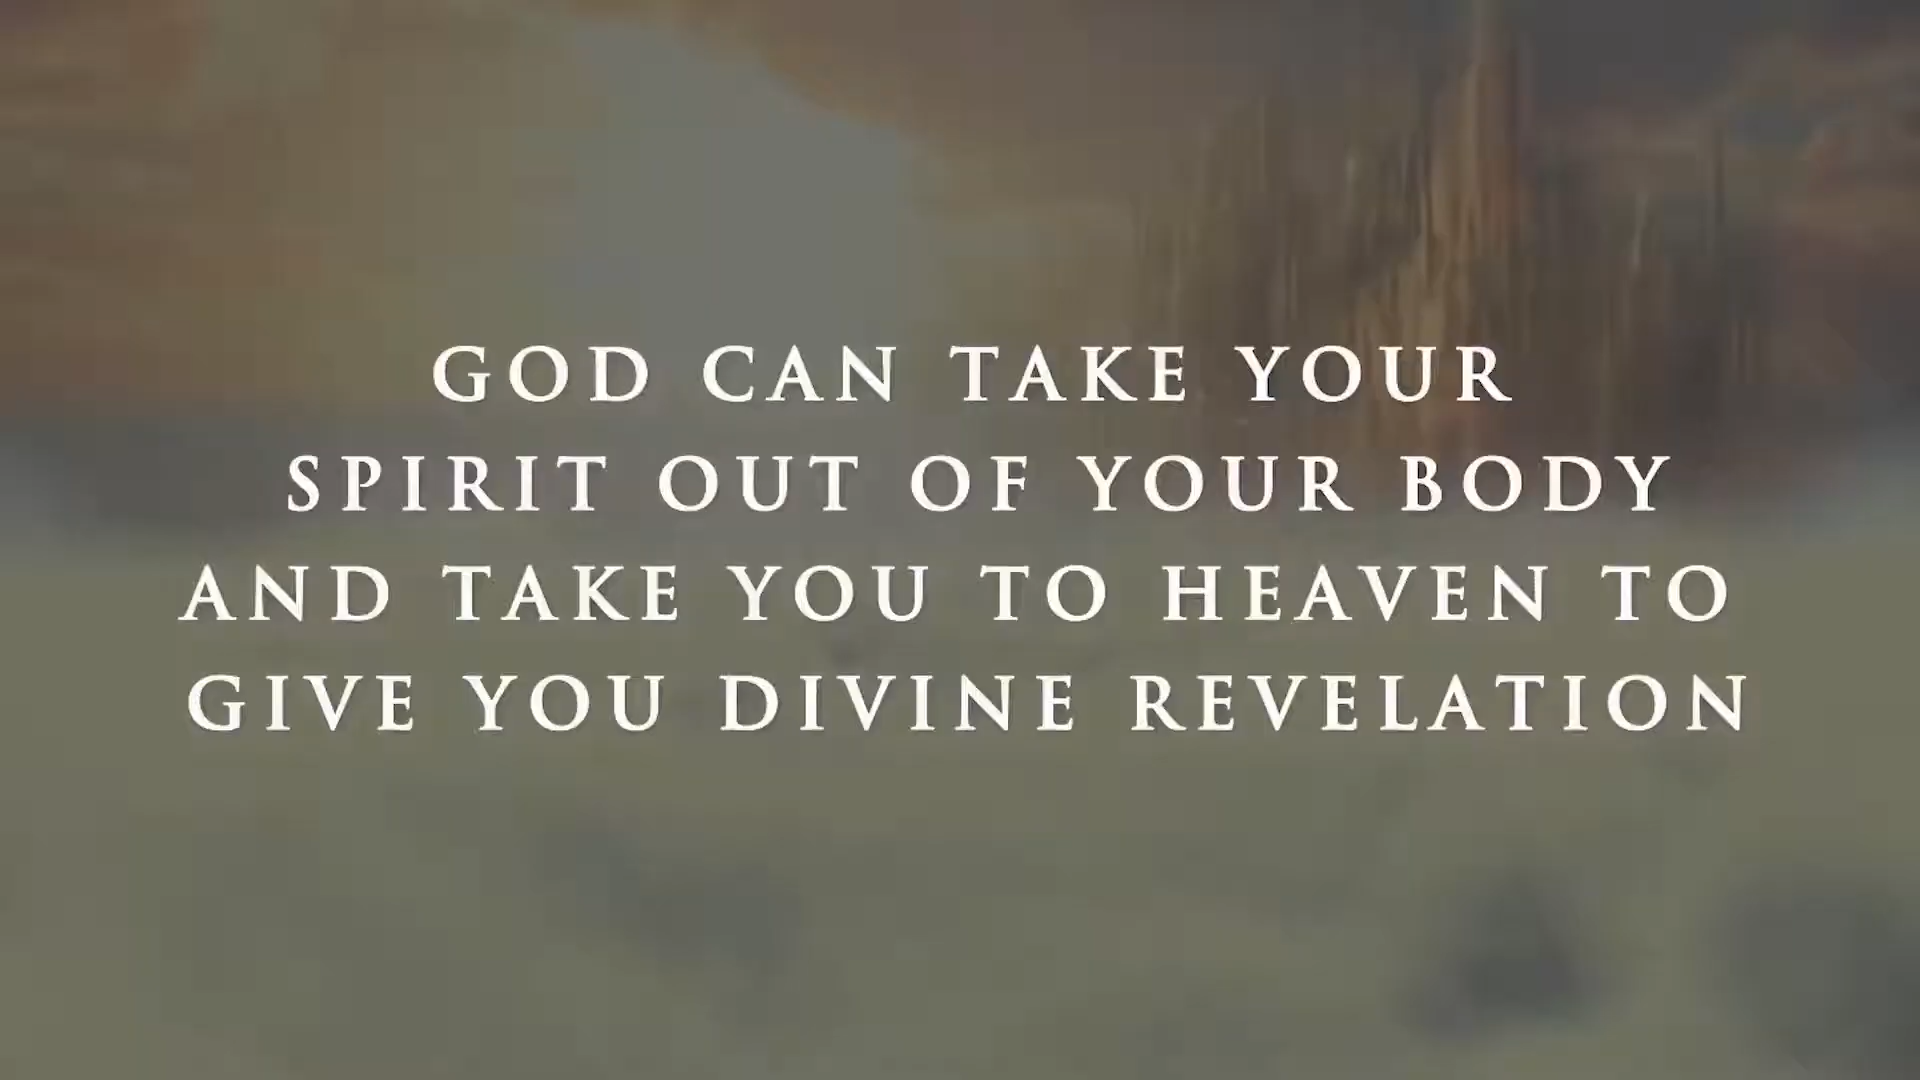 GOD CAN TAKE YOUR
SPIRIT OUT OF YOUR BODY
AND TAKE YOU TO HEAVEN TO
GIVE YOU DIVINE REVELATION